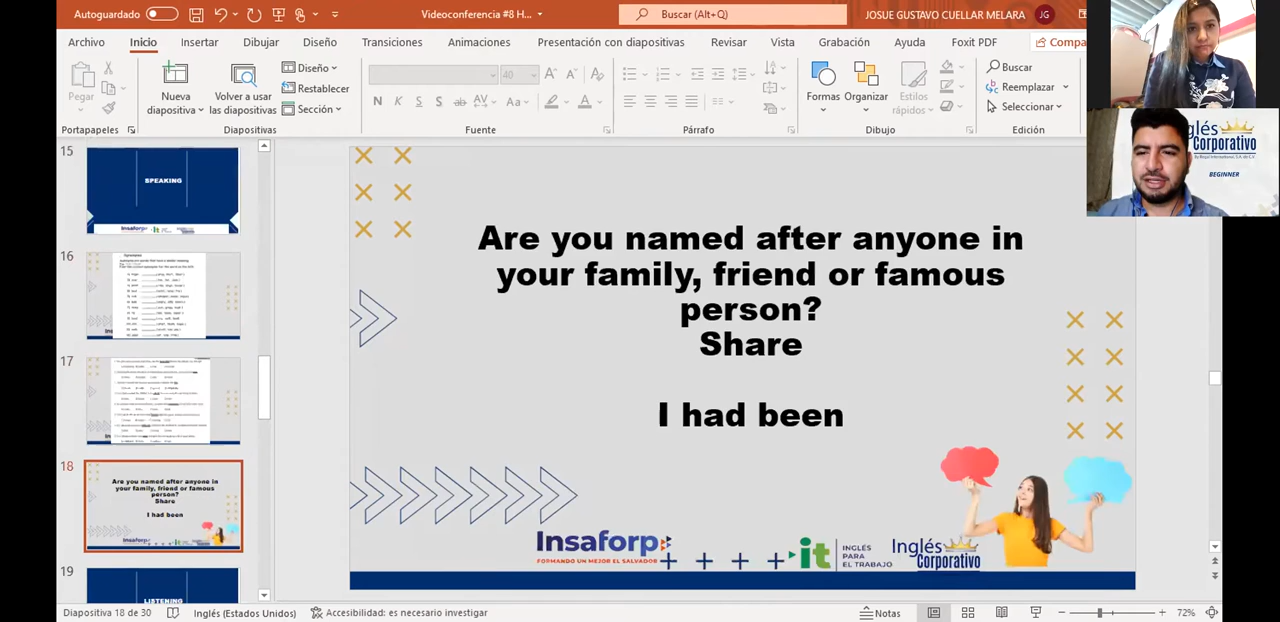 Autoguardado
Videoconferencia #8 H...
Buscar (Alt+Q)
JOSUE GUSTAVO CUELLAR MELARA
JG
Archivo
Inicio
Insertar
Dibujar
Diseño
Transiciones
Animaciones
Presentación con diapositivas
Revisar
Vista
Grabación
Ayuda
Foxit PDF
Compa
Pegar
Nueva
diapositiva
Volver a usar
las diapositivas
Diseño
Restablecer
Sección
40
Formas
Organizar
Estilos
rápidos
Buscar
Reemplazar
Seleccionar
Portapapeles
Diapositivas
Fuente
Párrafo
Dibujo
Edición
glés
Corporativo
BEGINNER
15
SPEAKING
Insaforp
it
16
17
18
Are you named after anyone in
your family, friend or famous
person?
Share
I had been
19
LISTENING
Are you named after anyone in
your family, friend or famous
person?
Share
I had been
Insaforp
FORMANDO UN MEJOR EL SALVADOR
it
INGLÉS
PARA
EL TRABAJO
Inglés
Corporativo
Diapositiva 18 de 30
Inglés (Estados Unidos)
Accesibilidad: es necesario investigar
Notas
72%